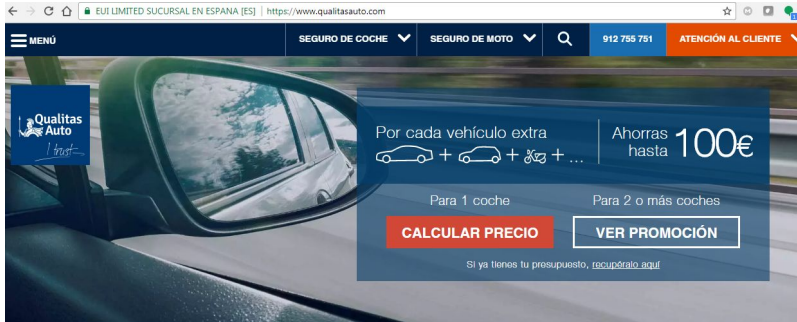 EUI LIMITED SUCURSAL EN ESPANA [ES] | https://www.qualitasauto.com
MENÚ
SEGURO DE COCHE
SEGURO DE MOTO
912 755 751
ATENCIÓN AL CLIENTE
Qualitas
Auto
I trust
Por cada vehículo extra
+ + + ...
Ahorras
hasta
100€
Para 1 coche
Para 2 o más coches
CALCULAR PRECIO
VER PROMOCIÓN
Si ya tienes tu presupuesto, recupéralo aquí